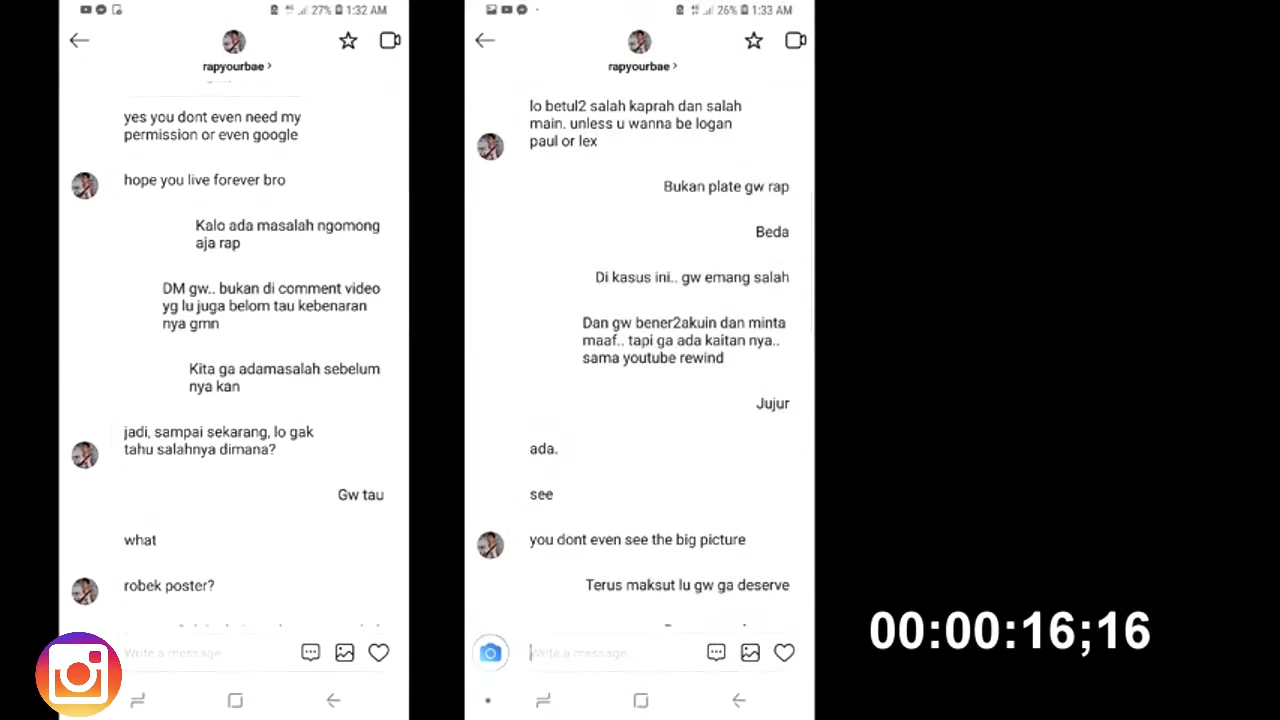 27% 1:32 AM
rapyourbae >
yes you dont even need my
permission or even google
hope you live forever bro
Kalo ada masalah ngomong
aja rap
DM gw.. bukan di comment video
yg lu juga belom tau kebenaran
nya gmn
Kita ga adamasalah sebelum
nya kan
jadi, sampai sekarang, lo gak
tahu salahnya dimana?
Gw tau
what
robek poster?
Write a message
26% 1:33 AM
rapyourbae >
lo betul2 salah kaprah dan salah
main. unless u wanna be logan
paul or lex
Bukan plate gw rap
Beda
Di kasus ini.. gw emang salah
Dan gw bener2akuin dan minta
maaf.. tapi ga ada kaitan nya..
sama youtube rewind
Jujur
ada.
see
you dont even see the big picture
Terus maksut lu gw ga deserve
Write a message
00:00:16;16